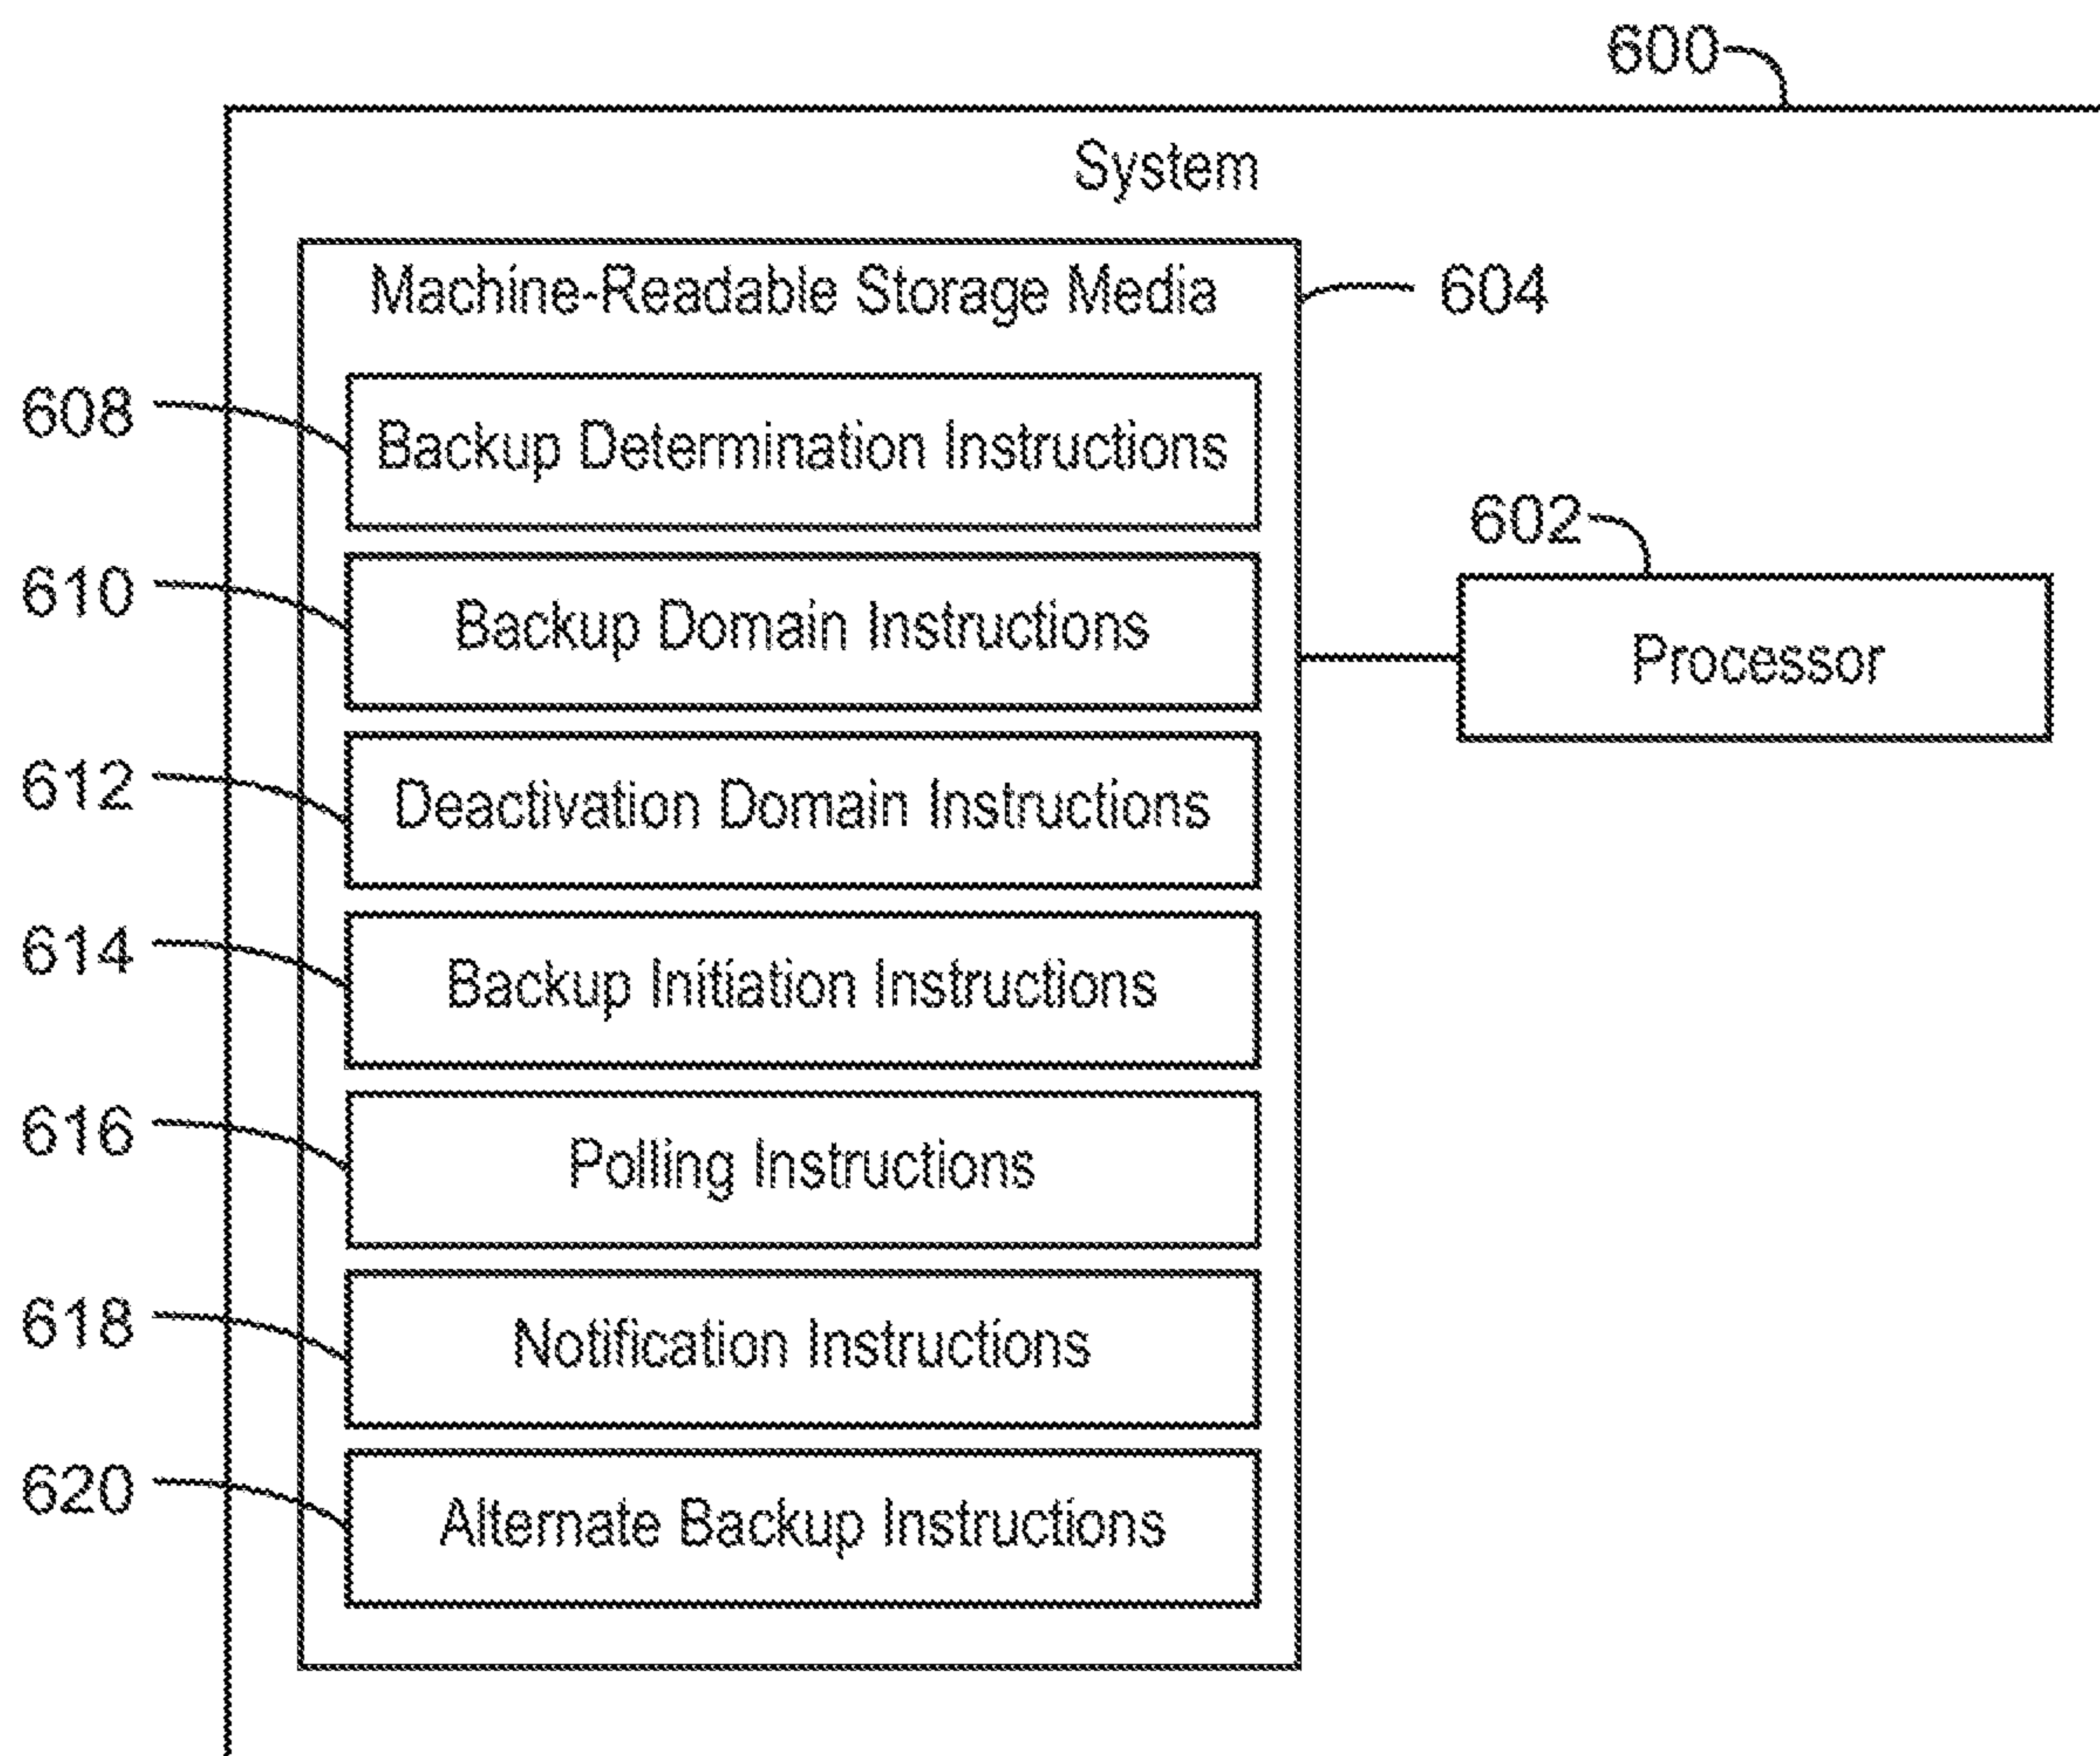 600
System
Machine-Readable Storage Media
604
608
Backup Determination Instructions
602
610
Backup Domain Instructions
Processor
612
Deactivation Domain Instructions
614
Backup Initiation Instructions
616
Polling Instructions
618
Notification Instructions
620
Alternate Backup Instructions